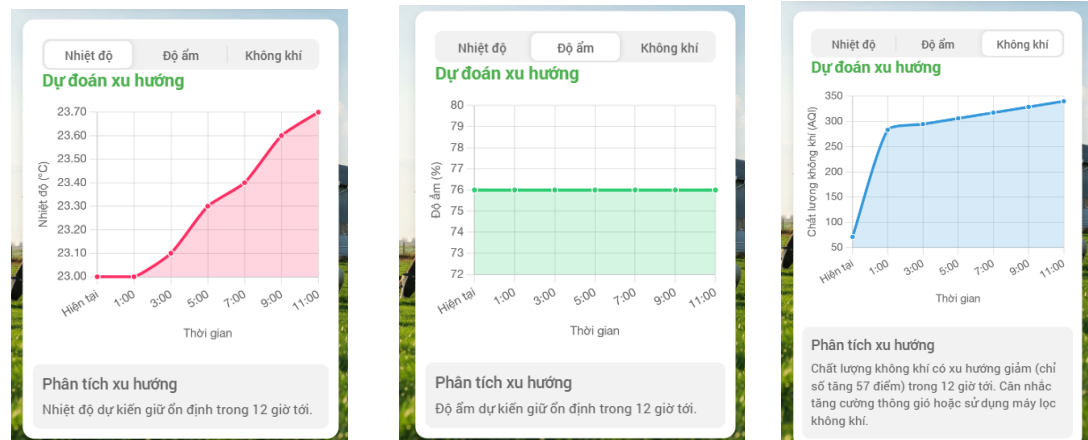 Nhiệt độ Độ ẩm Không khí
Dự đoán xu hướng
23.70
23.60
23.50
23.40
23.30
23.20
23.10
23.00
Nhiệt độ (°C)
Hiện tại 1:00 3:00 5:00 7:00 9:00 11:00
Thời gian
Phân tích xu hướng
Nhiệt độ dự kiến giữ ổn định trong 12 giờ tới.
Nhiệt độ Độ ẩm Không khí
Dự đoán xu hướng
80
79
78
77
76
75
74
73
72
Độ ẩm (%)
Hiện tại 1:00 3:00 5:00 7:00 9:00 11:00
Thời gian
Phân tích xu hướng
Độ ẩm dự kiến giữ ổn định trong 12 giờ tới.
Nhiệt độ Độ ẩm Không khí
Dự đoán xu hướng
350
300
250
200
150
100
50
Chất lượng không khí (AQI)
Hiện tại 1:00 3:00 5:00 7:00 9:00 11:00
Thời gian
Phân tích xu hướng
Chất lượng không khí có xu hướng giảm (chỉ
số tăng 57 điểm) trong 12 giờ tới. Cân nhắc
tăng cường thông gió hoặc sử dụng máy lọc
không khí.